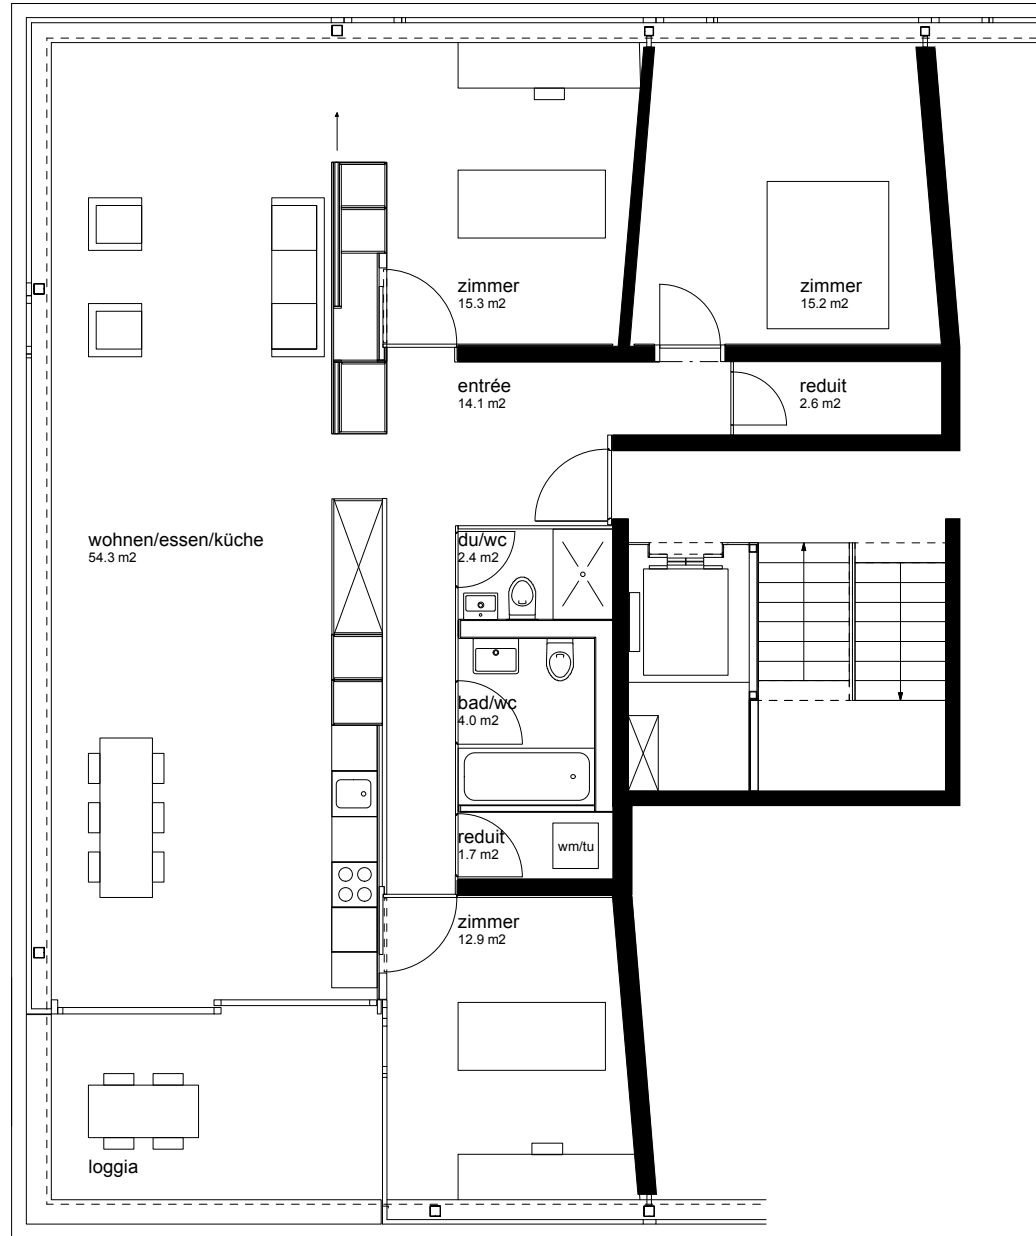 zimmer
15.3 m2
zimmer
15.2 m2
entrée
14.1 m2
reduit
2.6 m2
wohnen/essen/küche
54.3 m2
du/wc
2.4 m2
bad/wc
4.0 m2
reduit
1.7 m2
wm/tu
zimmer
12.9 m2
loggia